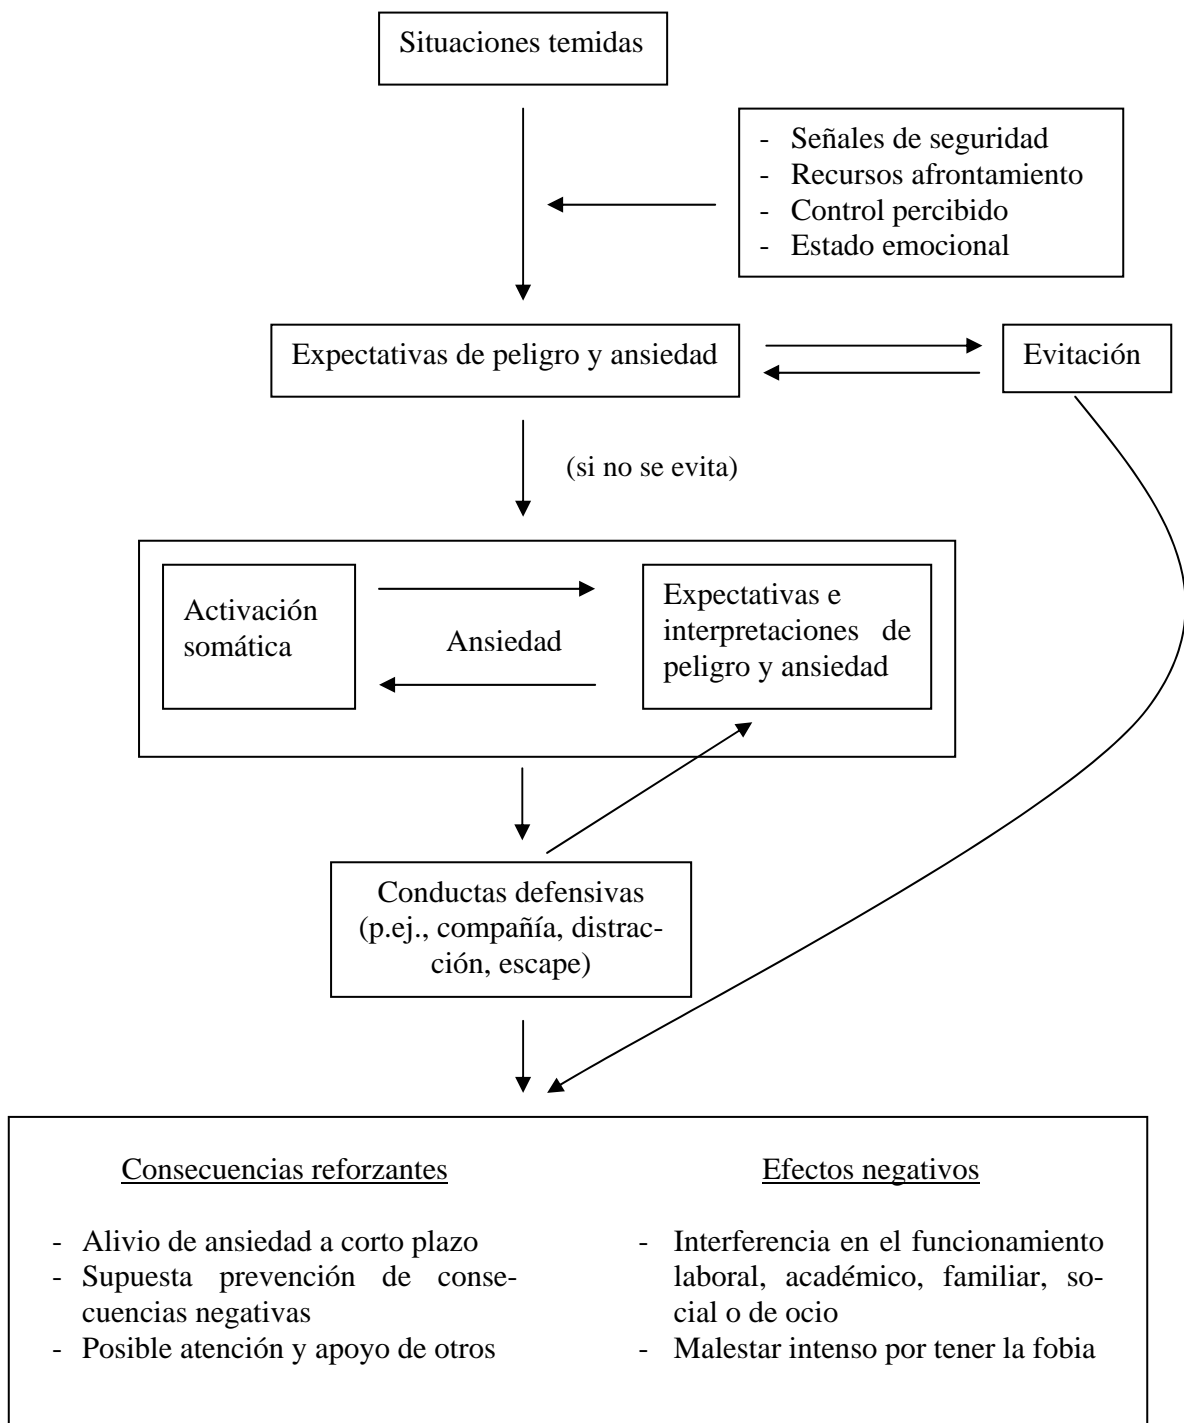 Situaciones temidas
- Señales de seguridad
- Recursos afrontamiento
- Control percibido
- Estado emocional
Expectativas de peligro y ansiedad
Evitación
(si no se evita)
Activación
somática
Ansiedad
Expectativas e
interpretaciones de
peligro y ansiedad
Conductas defensivas
(p.ej., compañía, distrac-
ción, escape)
Consecuencias reforzantes
- Alivio de ansiedad a corto plazo
- Supuesta prevención de conse-
cuencias negativas
- Posible atención y apoyo de otros
Efectos negativos
- Interferencia en el funcionamiento
laboral, académico, familiar, so-
cial o de ocio
- Malestar intenso por tener la fobia